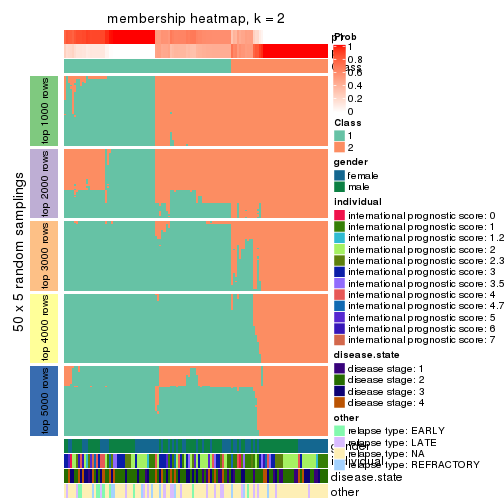 membership heatmap, k = 2
50 x 5 random samplings
top 1000 rows
top 2000 rows
top 3000 rows
top 4000 rows
top 5000 rows
Prob
1
0.8
0.6
0.4
0.2
0
Class
1
2
gender
female
male
individual
international prognostic score: 0
international prognostic score: 1
international prognostic score: 1.2
international prognostic score: 2
international prognostic score: 2.3
international prognostic score: 3
international prognostic score: 3.5
international prognostic score: 4
international prognostic score: 4.7
international prognostic score: 5
international prognostic score: 6
international prognostic score: 7
disease.state
disease stage: 1
disease stage: 2
disease stage: 3
disease stage: 4
other
relapse type: EARLY
relapse type: LATE
relapse type: NA
relapse type: REFRACTORY
gender
individual
disease.state
other